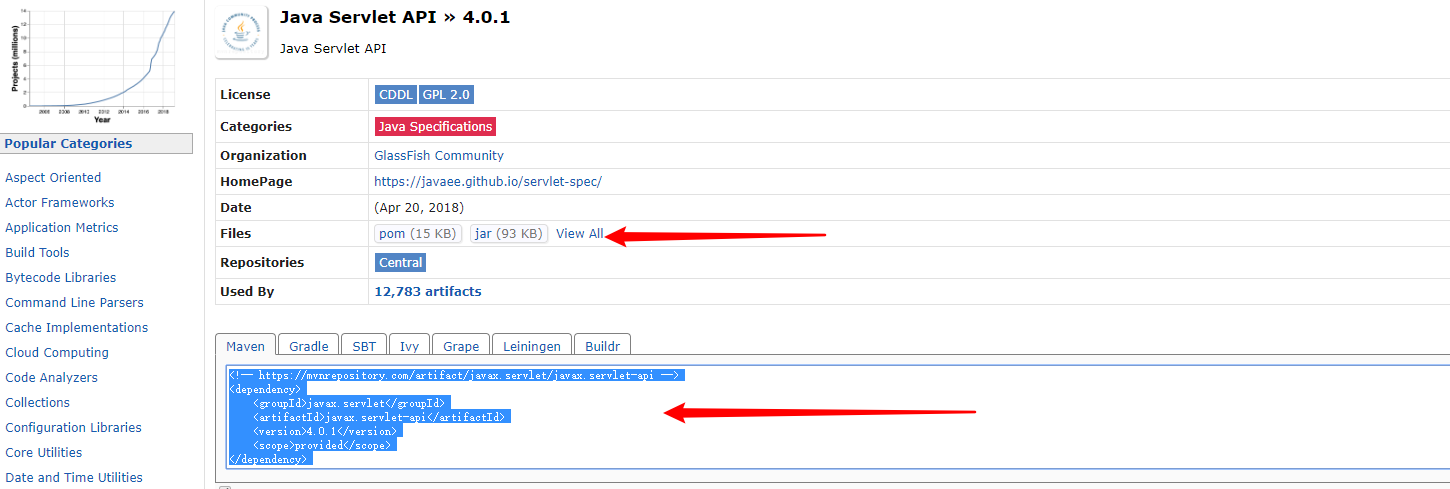 Java Servlet API » 4.0.1
Java Servlet API
14
12
10
8
6
4
2
0
Projects (millions)
2006 2008 2010 2012 2014 2016 2018
Year
Popular Categories
Aspect Oriented
Actor Frameworks
Application Metrics
Build Tools
Bytecode Libraries
Command Line Parsers
Cache Implementations
Cloud Computing
Code Analyzers
Collections
Configuration Libraries
Core Utilities
Date and Time Utilities
License CDDL GPL 2.0
Categories Java Specifications
Organization GlassFish Community
HomePage https://javaee.github.io/servlet-spec/
Date (Apr 20, 2018)
Files pom (15 KB) jar (93 KB) View All
Repositories Central
Used By 12,783 artifacts
Maven Gradle SBT Ivy Grape Leiningen Buildr
<!-- https://mvnrepository.com/artifact/javax.servlet/javax.servlet-api -->
<dependency>
<groupId>javax.servlet</groupId>
<artifactId>javax.servlet-api</artifactId>
<version>4.0.1</version>
<scope>provided</scope>
</dependency>